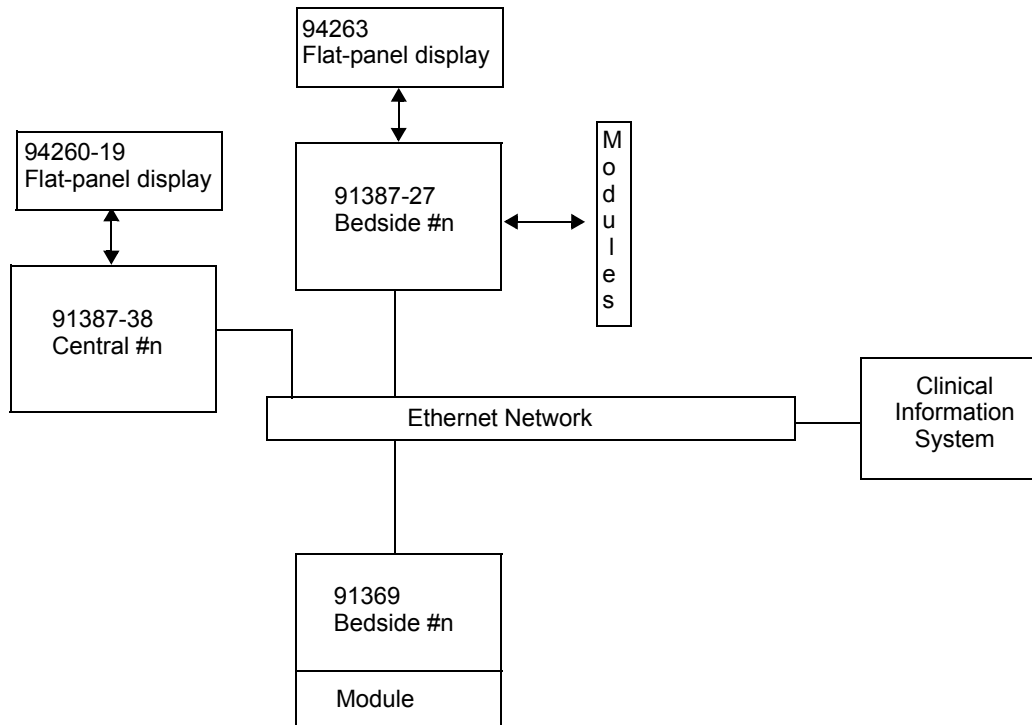 94263
Flat-panel display
94260-19
Flat-panel display
91387-27
Bedside #n
Modules
91387-38
Central #n
Ethernet Network
Clinical
Information
System
91369
Bedside #n
Module